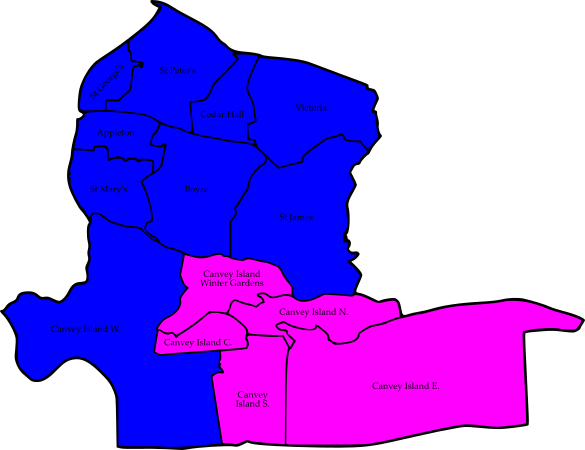 St Peter's
St George's
Cedar Hall
Victoria
Appleton
St Mary's
Boyce
St James
Canvey Island
Winter Gardens
Canvey Island N.
Canvey Island W.
Canvey Island C.
Canvey Island E.
Canvey
Island S.